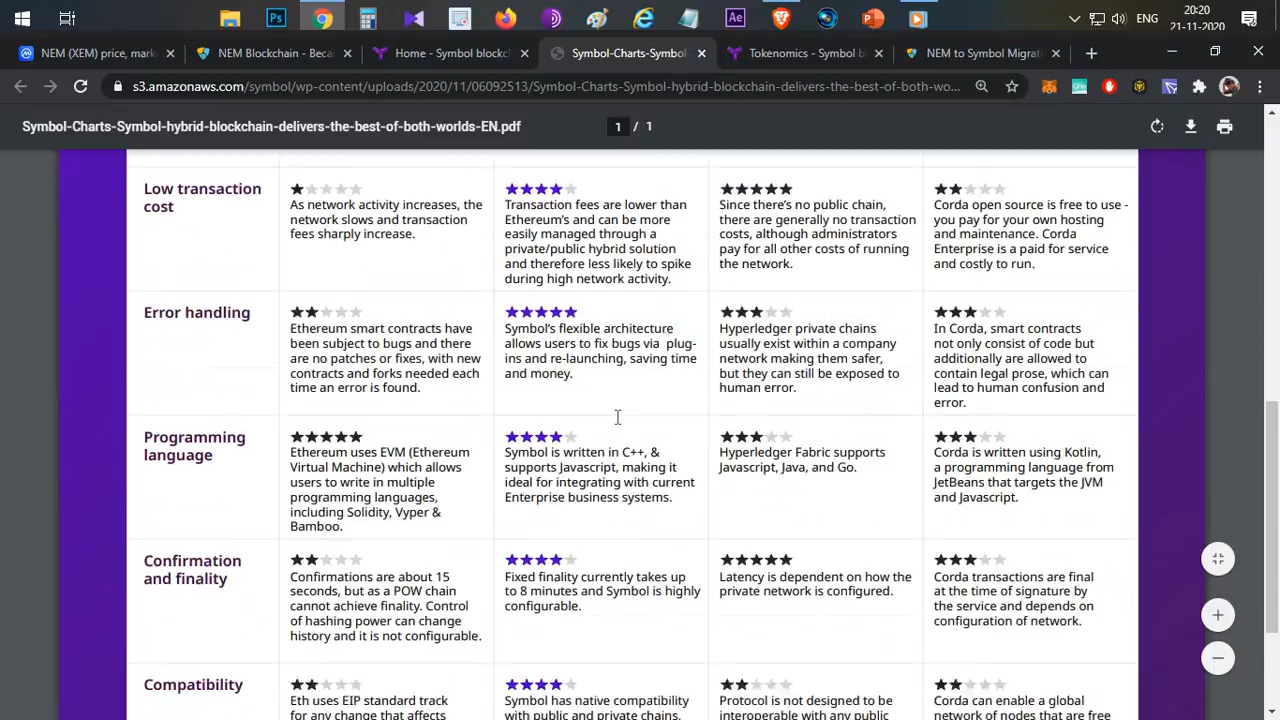 Ps
Ae
ENG
20:20
21-11-2020
NEM (XEM) price, mark
NEM Blockchain - Beca
Home - Symbol blockc
Symbol-Charts-Symbol
Tokenomics - Symbol b
NEM to Symbol Migrat
s3.amazonaws.com/symbol/wp-content/uploads/2020/11/06092513/Symbol-Charts-Symbol-hybrid-blockchain-delivers-the-best-of-both-wo...
Symbol-Charts-Symbol-hybrid-blockchain-delivers-the-best-of-both-worlds-EN.pdf
1 / 1
Low transaction
cost
As network activity increases, the
network slows and transaction
fees sharply increase.
Transaction fees are lower than
Ethereum's and can be more
easily managed through a
private/public hybrid solution
and therefore less likely to spike
during high network activity.
Since there's no public chain,
there are generally no transaction
costs, although administrators
pay for all other costs of running
the network.
Corda open source is free to use -
you pay for your own hosting
and maintenance. Corda
Enterprise is a paid for service
and costly to run.
Error handling
Ethereum smart contracts have
been subject to bugs and there
are no patches or fixes, with new
contracts and forks needed each
time an error is found.
Symbol's flexible architecture
allows users to fix bugs via plug-
ins and re-launching, saving time
and money.
Hyperledger private chains
usually exist within a company
network making them safer,
but they can still be exposed to
human error.
In Corda, smart contracts
not only consist of code but
additionally are allowed to
contain legal prose, which can
lead to human confusion and
error.
Programming
language
Ethereum uses EVM (Ethereum
Virtual Machine) which allows
users to write in multiple
programming languages,
including Solidity, Vyper &
Bamboo.
Symbol is written in C++, &
supports Javascript, making it
ideal for integrating with current
Enterprise business systems.
Hyperledger Fabric supports
Javascript, Java, and Go.
Corda is written using Kotlin,
a programming language from
JetBeans that targets the JVM
and Javascript.
Confirmation
and finality
Confirmations are about 15
seconds, but as a POW chain
cannot achieve finality. Control
of hashing power can change
history and it is not configurable.
Fixed finality currently takes up
to 8 minutes and Symbol is highly
configurable.
Latency is dependent on how the
private network is configured.
Corda transactions are final
at the time of signature by
the service and depends on
configuration of network.
Compatibility
Eth uses EIP standard track
for any change that affects
Symbol has native compatibility
with public and private chains.
Protocol is not designed to be
interoperable with any public
Corda can enable a global
network of nodes that are free